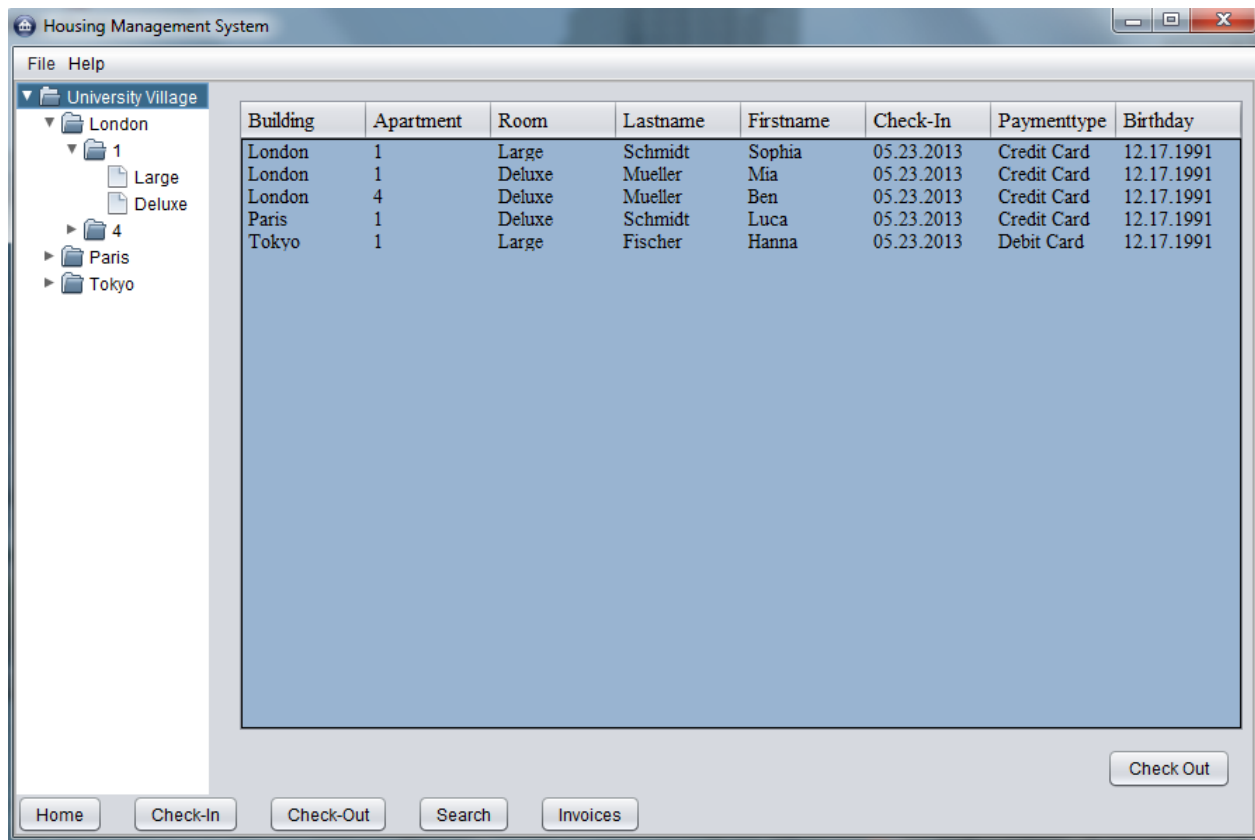 Housing Management System
File Help
University Village
London
1
Large
Deluxe
4
Paris
Tokyo
Building Apartment Room Lastname Firstname Check-In Paymenttype Birthday
London 1 Large Schmidt Sophia 05.23.2013 Credit Card 12.17.1991
London 1 Deluxe Mueller Mia 05.23.2013 Credit Card 12.17.1991
London 4 Deluxe Mueller Ben 05.23.2013 Credit Card 12.17.1991
Paris 1 Deluxe Schmidt Luca 05.23.2013 Credit Card 12.17.1991
Tokyo 1 Large Fischer Hanna 05.23.2013 Debit Card 12.17.1991
Check Out
Home Check-In Check-Out Search Invoices